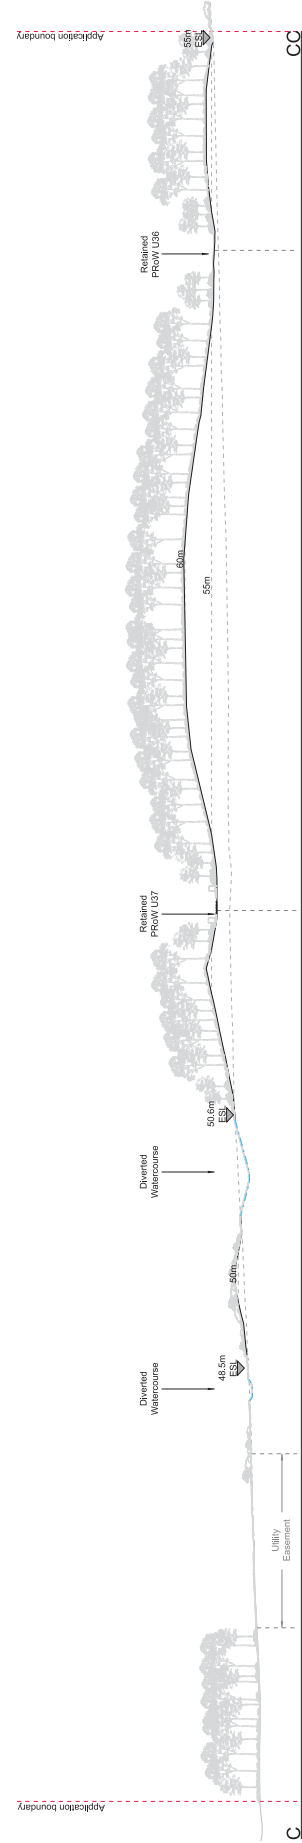 Application boundary
55m
ESL
CC
Retained
PRoW U36
60m
55m
Retained
PRoW U37
50.6m
ESL
Diverted
Watercourse
50m
48.5m
ESL
Diverted
Watercourse
Utility
Easement
Application boundary
C